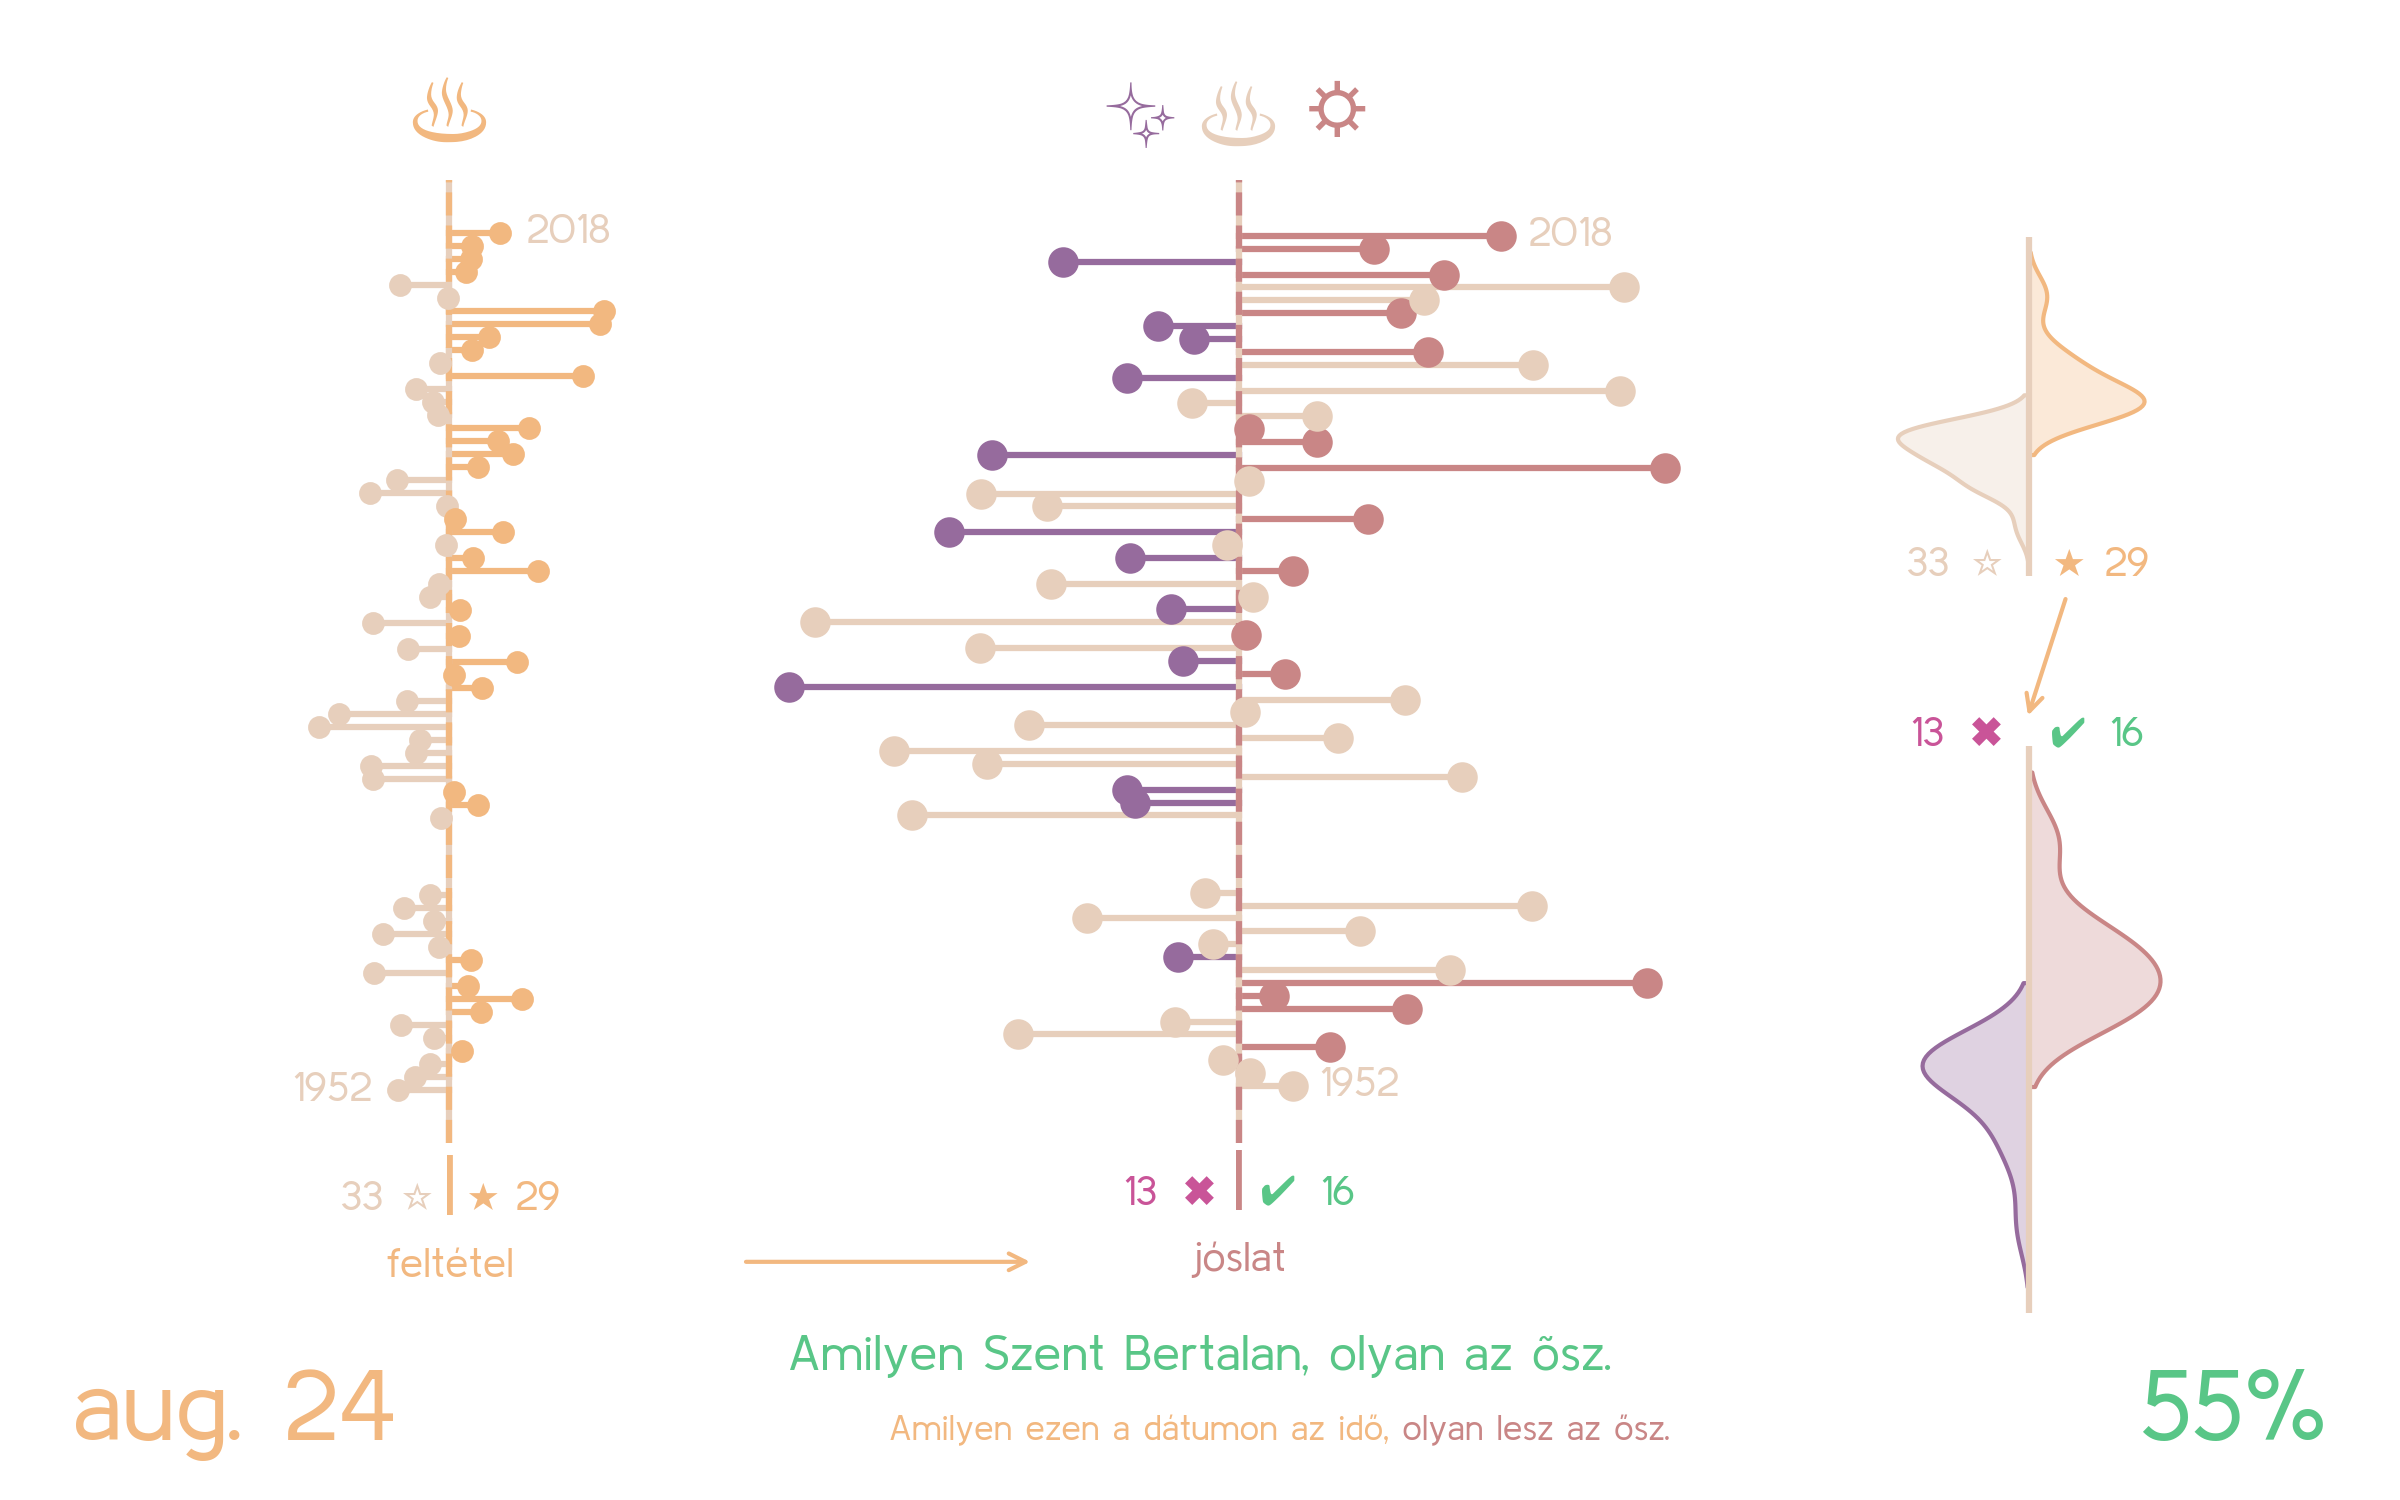 2018
2018
33 ☆ ★ 29
13 ✖ ✔ 16
1952
1952
33 ☆ ★ 29
13 ✖ ✔ 16
feltétel
jóslat
Amilyen Szent Bertalan, olyan az õsz.
aug. 24
55%
Amilyen ezen a dátumon az idő, olyan lesz az ősz.